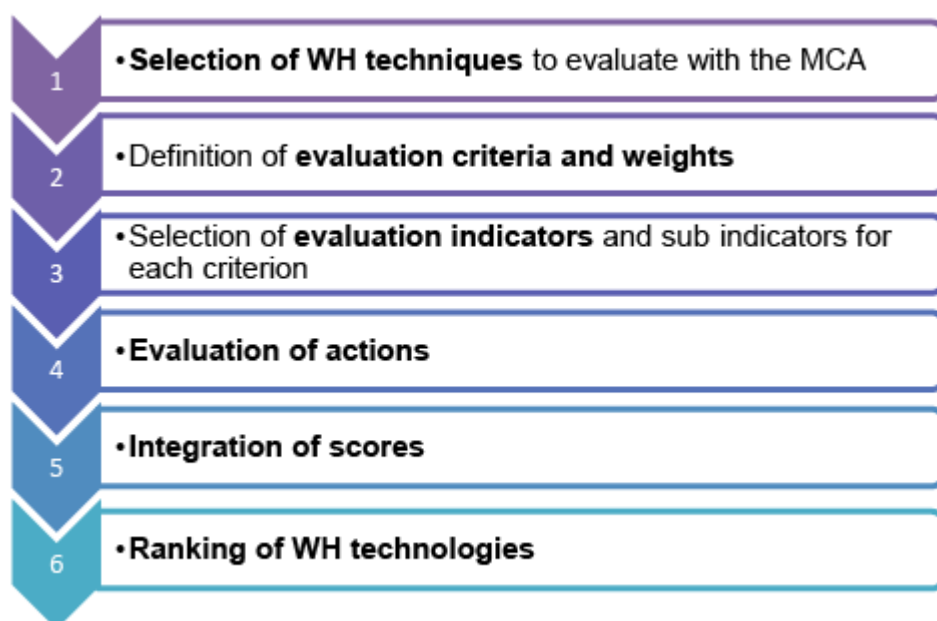 1
•Selection of WH techniques to evaluate with the MCA
2
•Definition of evaluation criteria and weights
3
•Selection of evaluation indicators and sub indicators for
each criterion
4
•Evaluation of actions
5
•Integration of scores
6
•Ranking of WH technologies